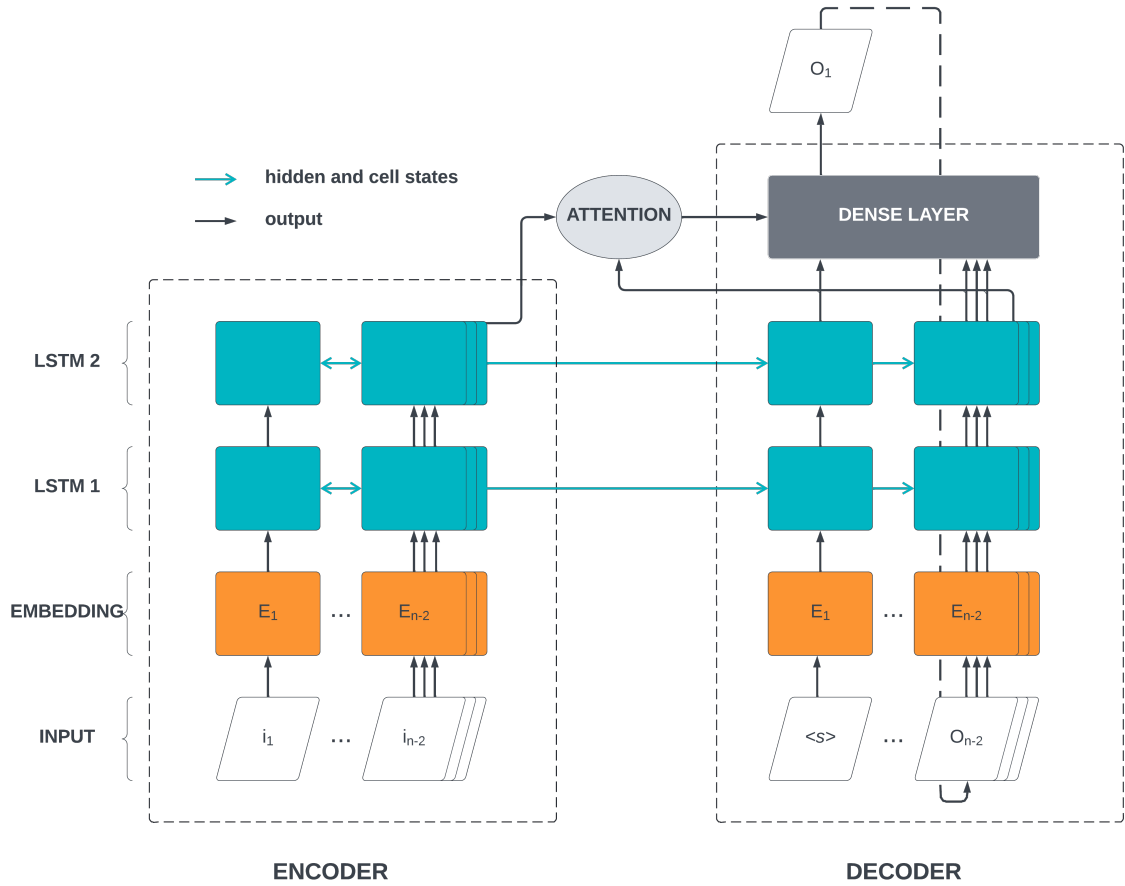 O1
hidden and cell states
output
ATTENTION
DENSE LAYER
LSTM 2
LSTM 1
EMBEDDING
E1
...
En-2
E1
...
En-2
INPUT
i1
...
in-2
<s>
...
On-2
ENCODER
DECODER